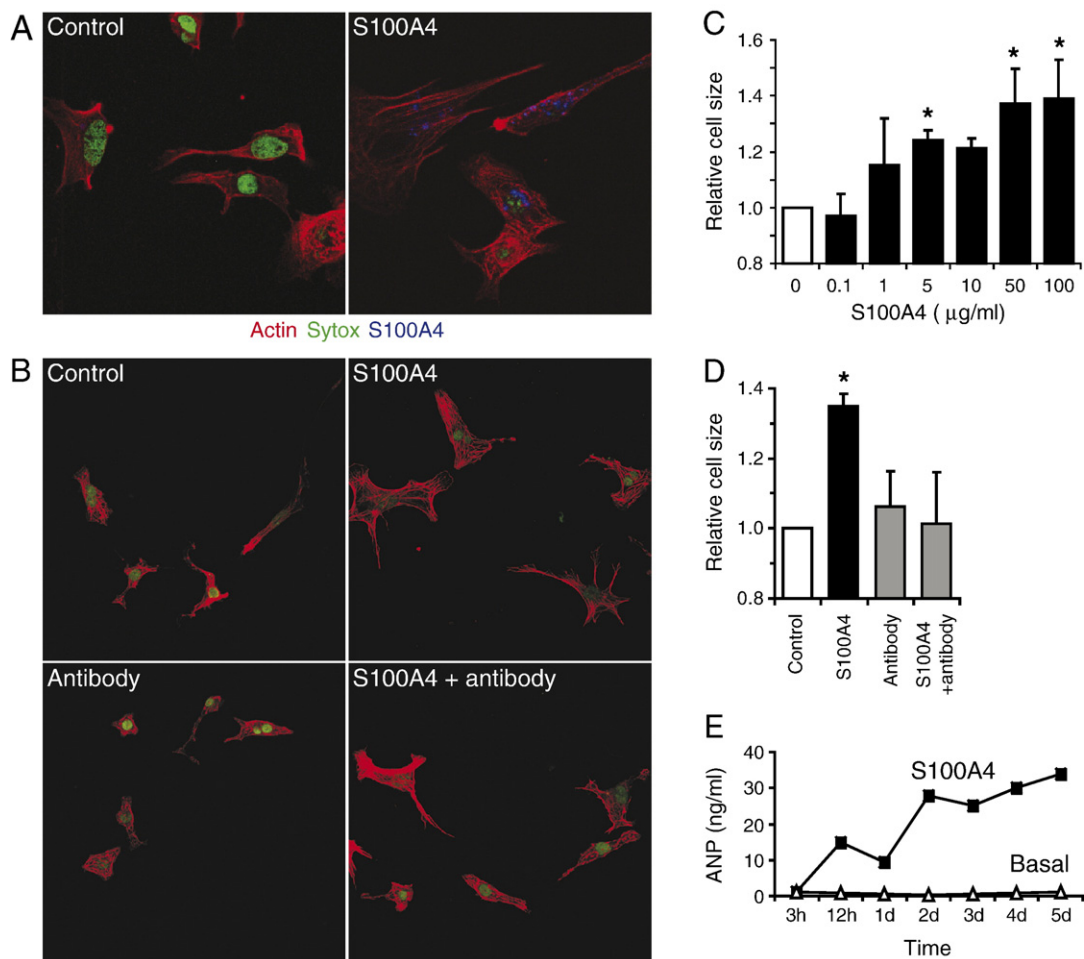 A
Control
S100A4
Actin Sytox S100A4
B
Control
S100A4
Antibody
S100A4 + antibody
C
Relative cell size
1.6
1.4
1.2
1.0
0.8
*
*
*
0
0.1
1
5
10
50
100
S100A4 ( μg/ml)
D
Relative cell size
1.4
1.2
1.0
0.8
*
Control
S100A4
Antibody
S100A4
+antibody
E
ANP (ng/ml)
40
30
20
10
0
S100A4
Basal
3h
12h
1d
2d
3d
4d
5d
Time